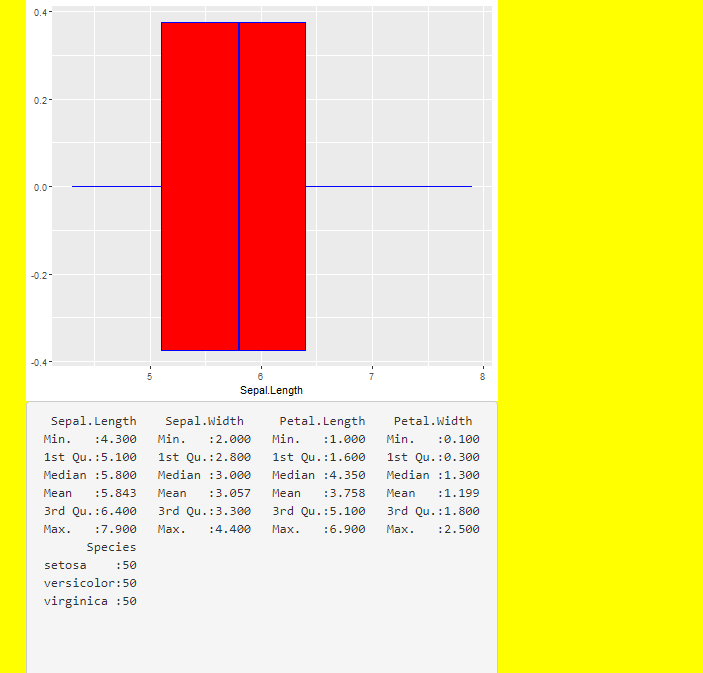 0.4
0.2
0.0
-0.2
-0.4
5 6 7 8
Sepal.Length
Sepal.Length Sepal.Width Petal.Length Petal.Width
Min. :4.300 Min. :2.000 Min. :1.000 Min. :0.100
1st Qu.:5.100 1st Qu.:2.800 1st Qu.:1.600 1st Qu.:0.300
Median :5.800 Median :3.000 Median :4.350 Median :1.300
Mean :5.843 Mean :3.057 Mean :3.758 Mean :1.199
3rd Qu.:6.400 3rd Qu.:3.300 3rd Qu.:5.100 3rd Qu.:1.800
Max. :7.900 Max. :4.400 Max. :6.900 Max. :2.500
Species
setosa :50
versicolor:50
virginica :50